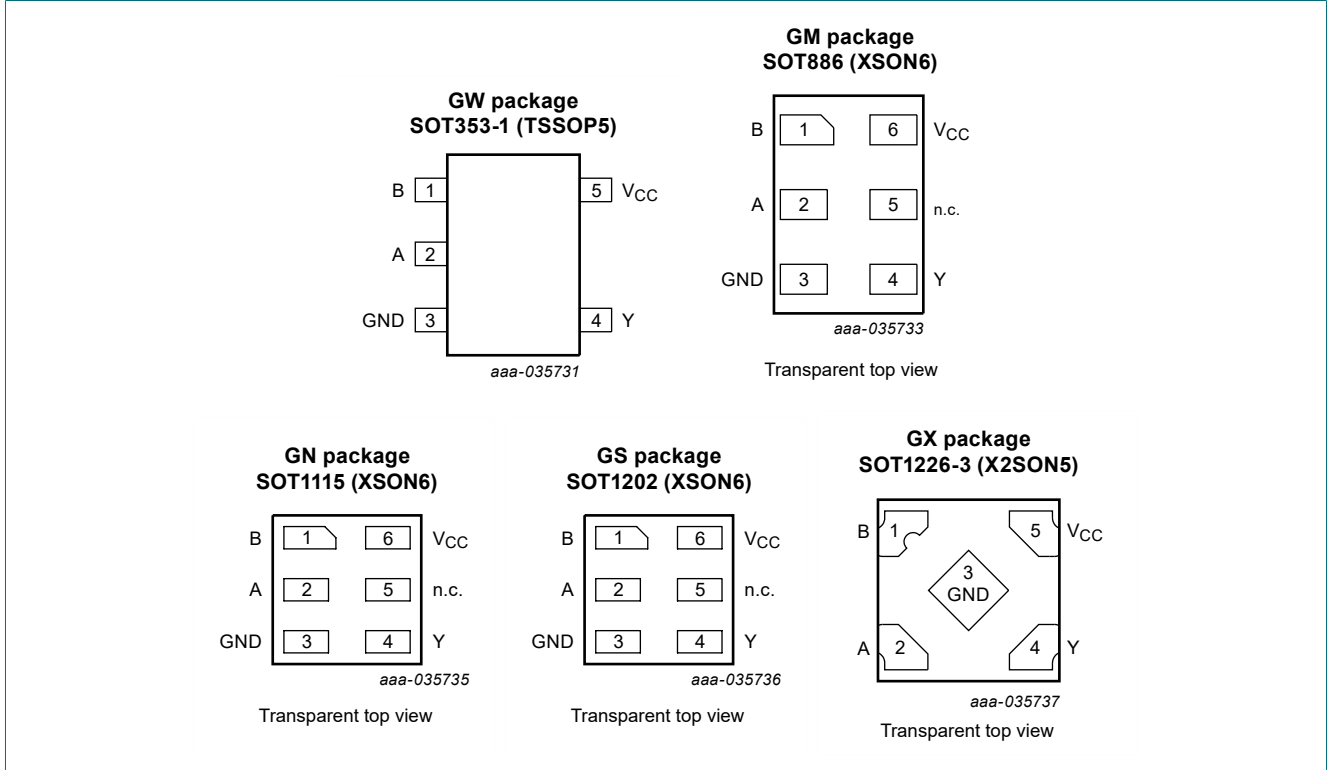 GW package
SOT353-1 (TSSOP5)
B 1
5 VCC
A 2
GND 3
4 Y
aaa-035731
GM package
SOT886 (XSON6)
B 1 6 VCC
A 2 5 n.c.
GND 3 4 Y
aaa-035733
Transparent top view
GN package
SOT1115 (XSON6)
B 1 6 VCC
A 2 5 n.c.
GND 3 4 Y
aaa-035735
Transparent top view
GS package
SOT1202 (XSON6)
B 1 6 VCC
A 2 5 n.c.
GND 3 4 Y
aaa-035736
Transparent top view
GX package
SOT1226-3 (X2SON5)
B 1 5 VCC
3
GND
A 2 4 Y
aaa-035737
Transparent top view